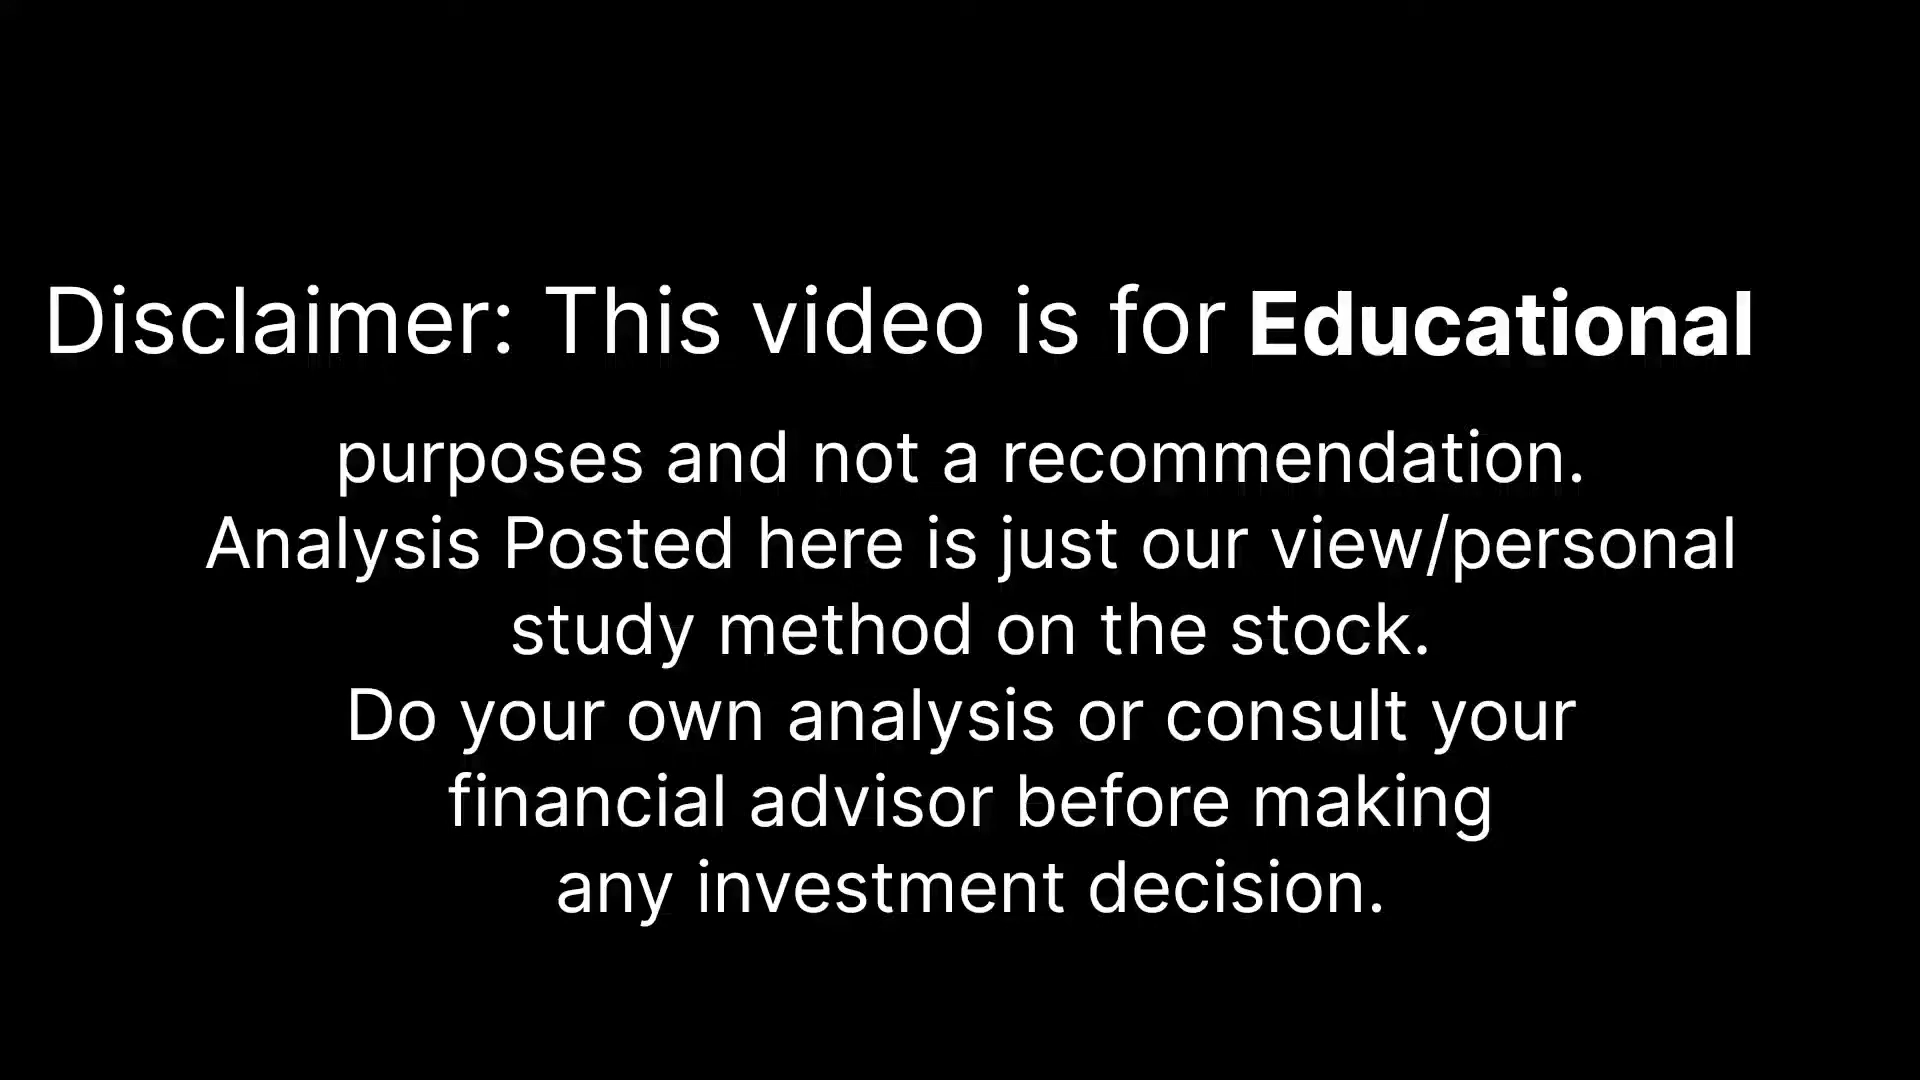 Disclaimer: This video is for Educational
purposes and not a recommendation.
Analysis Posted here is just our view/personal
study method on the stock.
Do your own analysis or consult your
financial advisor before making
any investment decision.